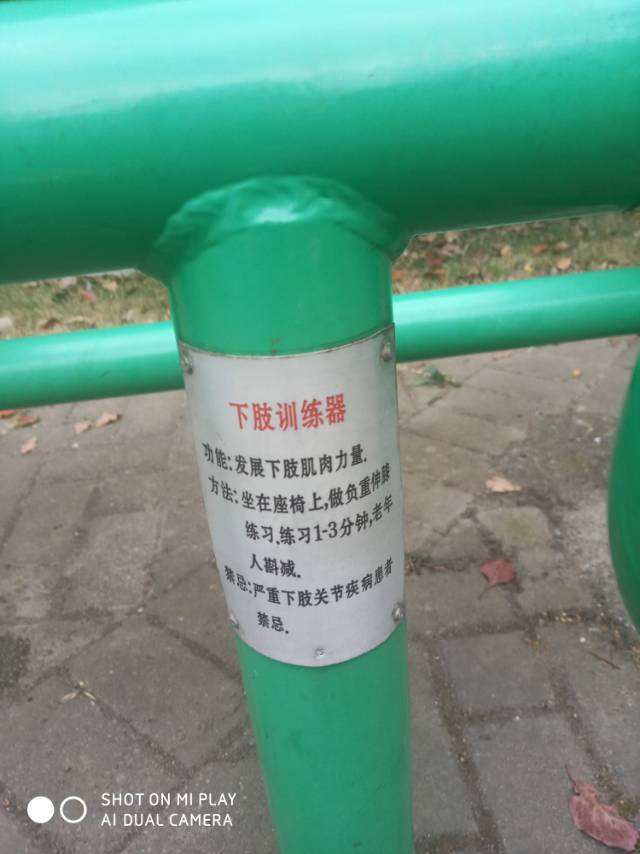 下肢训练器
功能:发展下肢肌肉力量.
方法:坐在座椅上,做负重伸膝
练习.练习1-3分钟,老年
人斟减.
禁忌:严重下肢关节疾病患者
禁忌.
SHOT ON MI PLAY
AI DUAL CAMERA